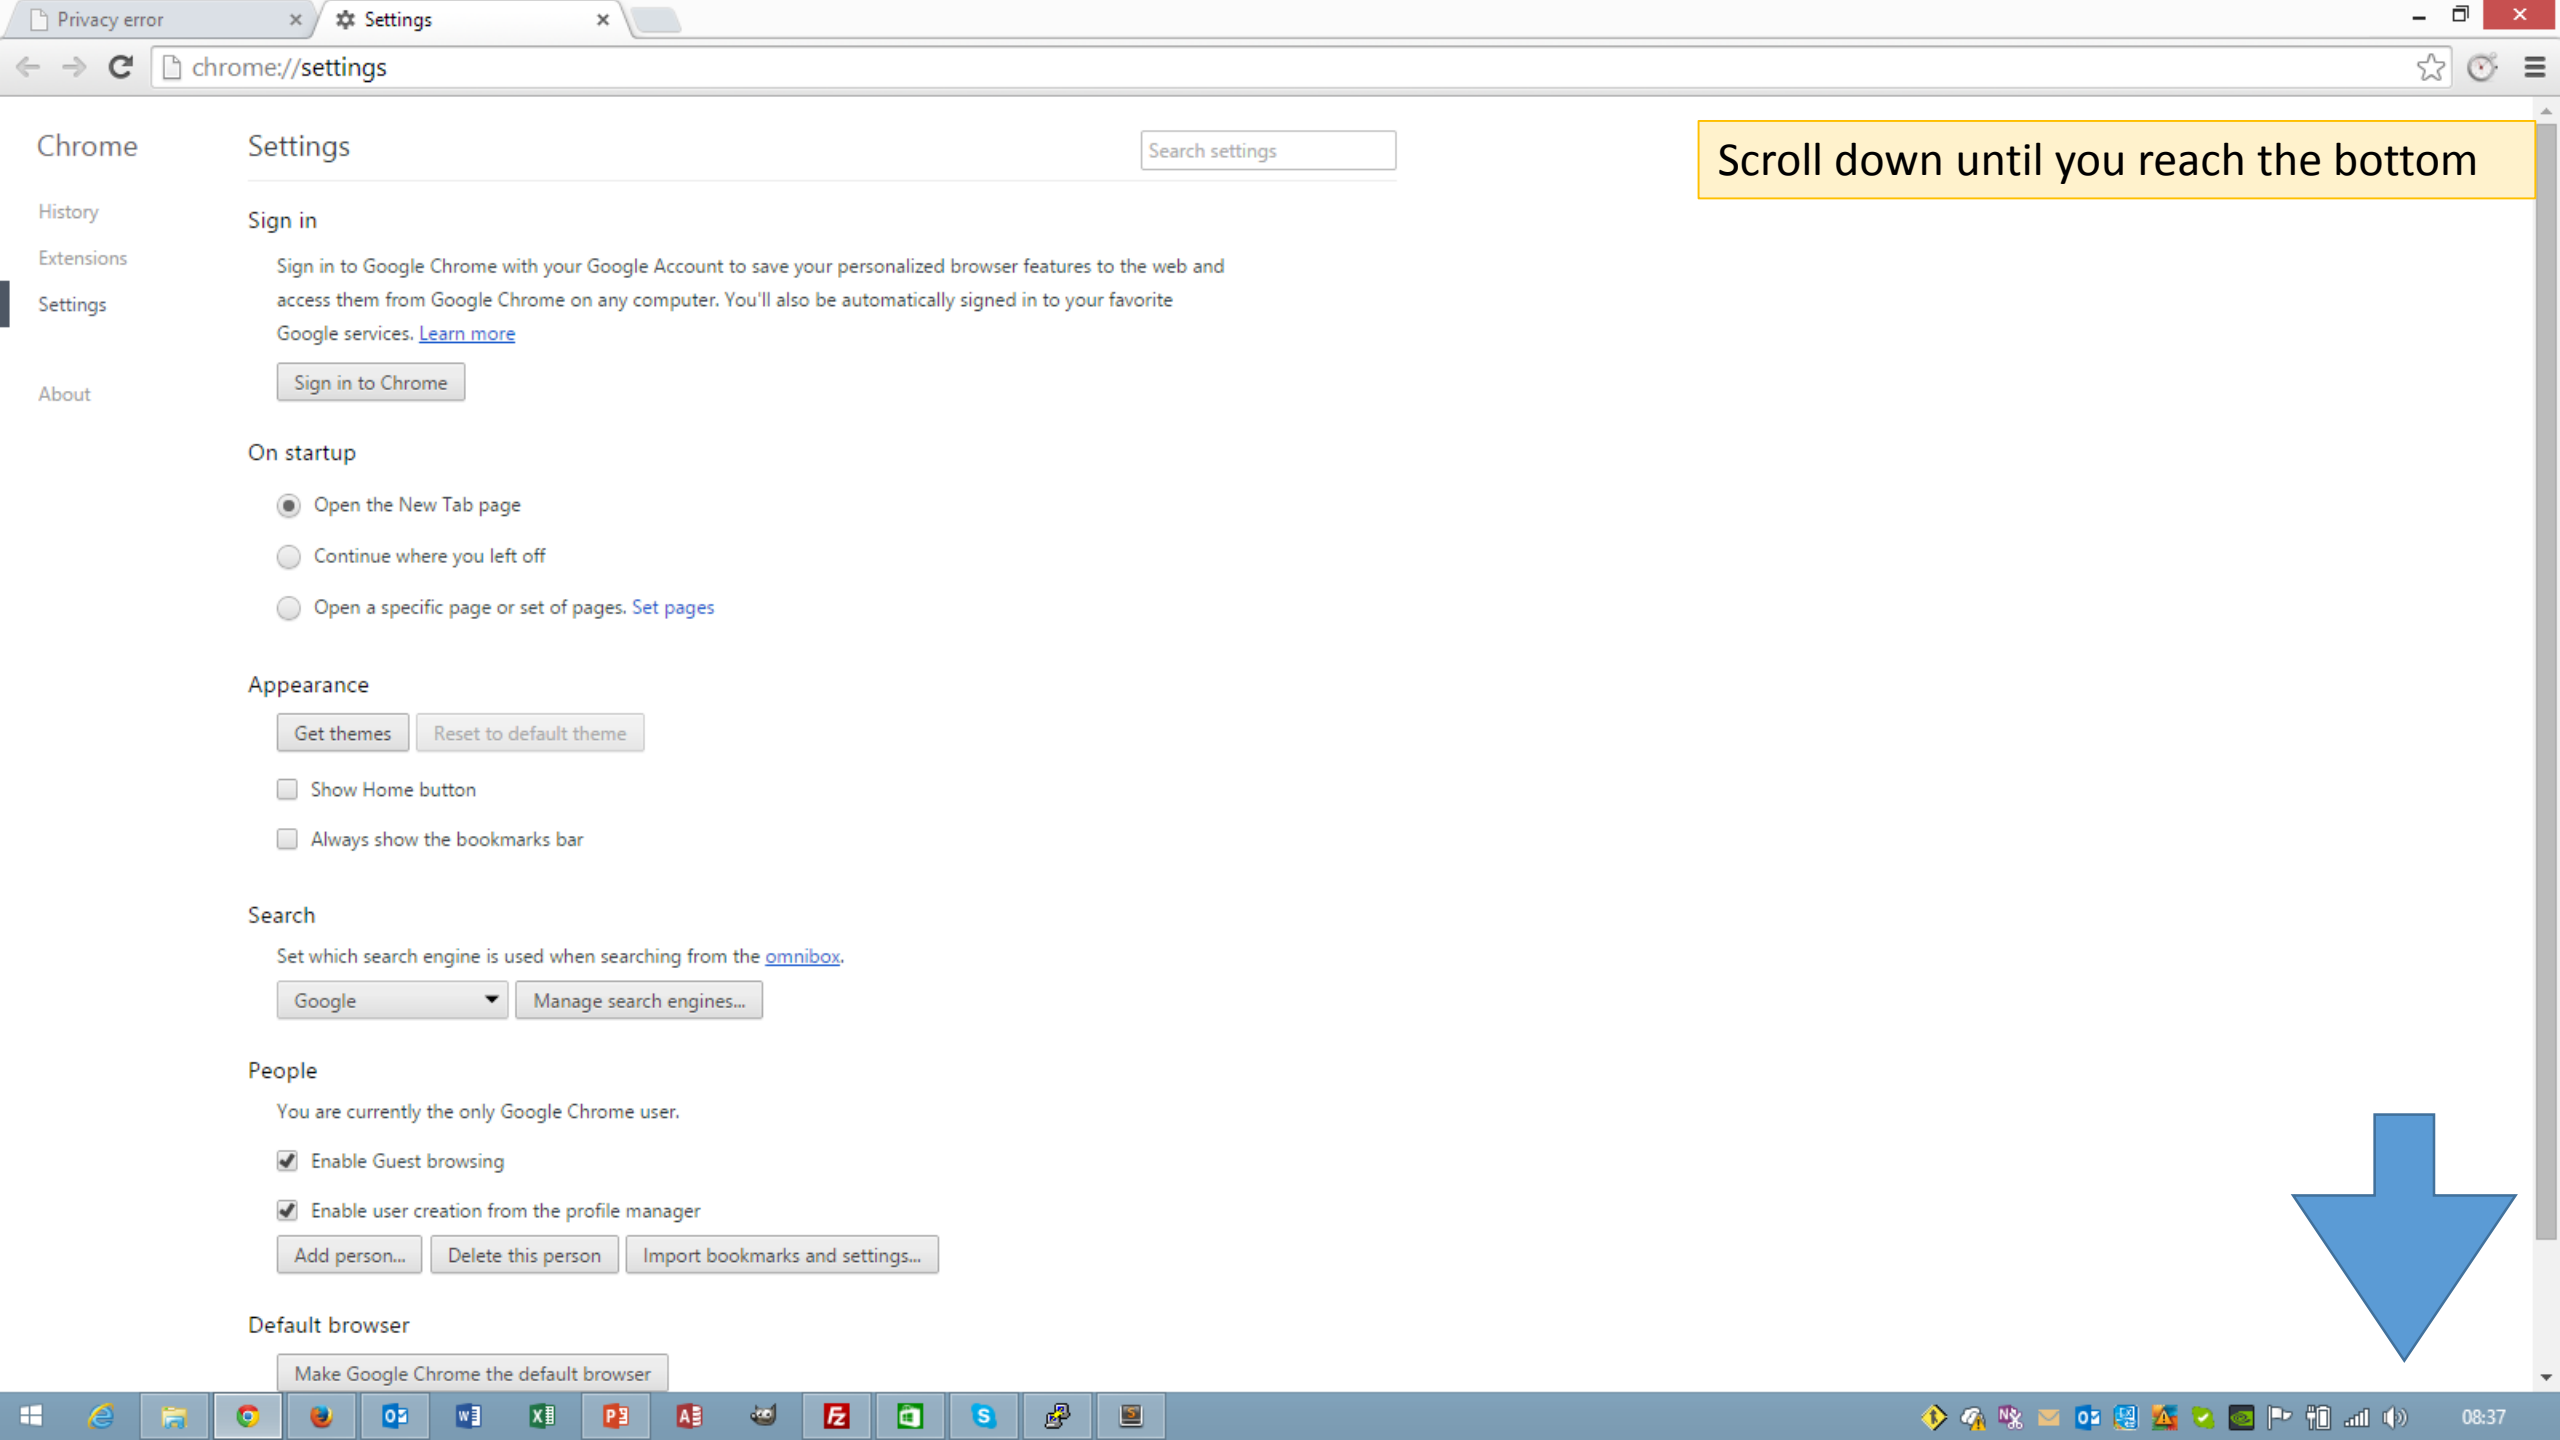 Privacy error
Settings
chrome://settings
Chrome
Settings
Search settings
Scroll down until you reach the bottom
History
Extensions
Settings
About
Sign in
Sign in to Google Chrome with your Google Account to save your personalized browser features to the web and
access them from Google Chrome on any computer. You'll also be automatically signed in to your favorite
Google services. Learn more
Sign in to Chrome
On startup
Open the New Tab page
Continue where you left off
Open a specific page or set of pages. Set pages
Appearance
Get themes Reset to default theme
Show Home button
Always show the bookmarks bar
Search
Set which search engine is used when searching from the omnibox.
Google Manage search engines...
People
You are currently the only Google Chrome user.
Enable Guest browsing
Enable user creation from the profile manager
Add person... Delete this person Import bookmarks and settings...
Default browser
Make Google Chrome the default browser
08:37